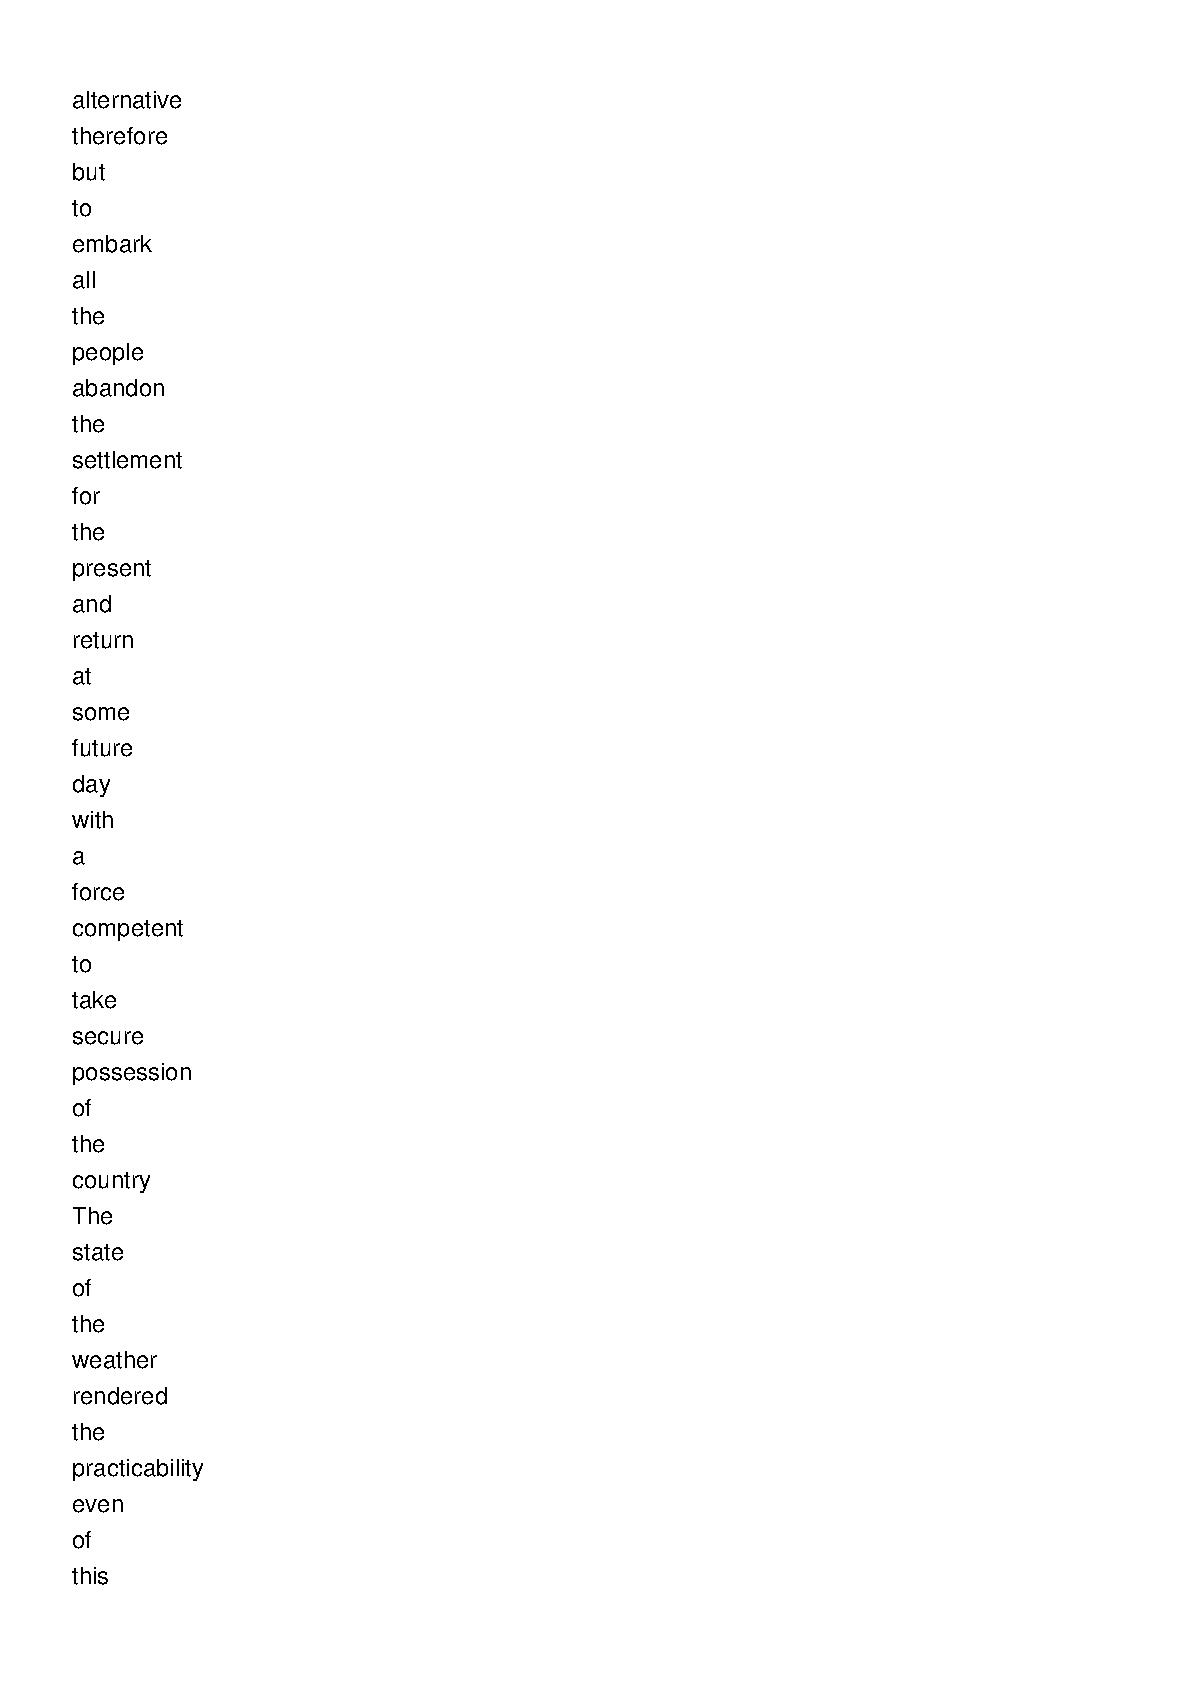 alternative
therefore
but
to
embark
all
the
people
abandon
the
settlement
for
the
present
and
return
at
some
future
day
with
a
force
competent
to
take
secure
possession
of
the
country
The
state
of
the
weather
rendered
the
practicability
even
of
this